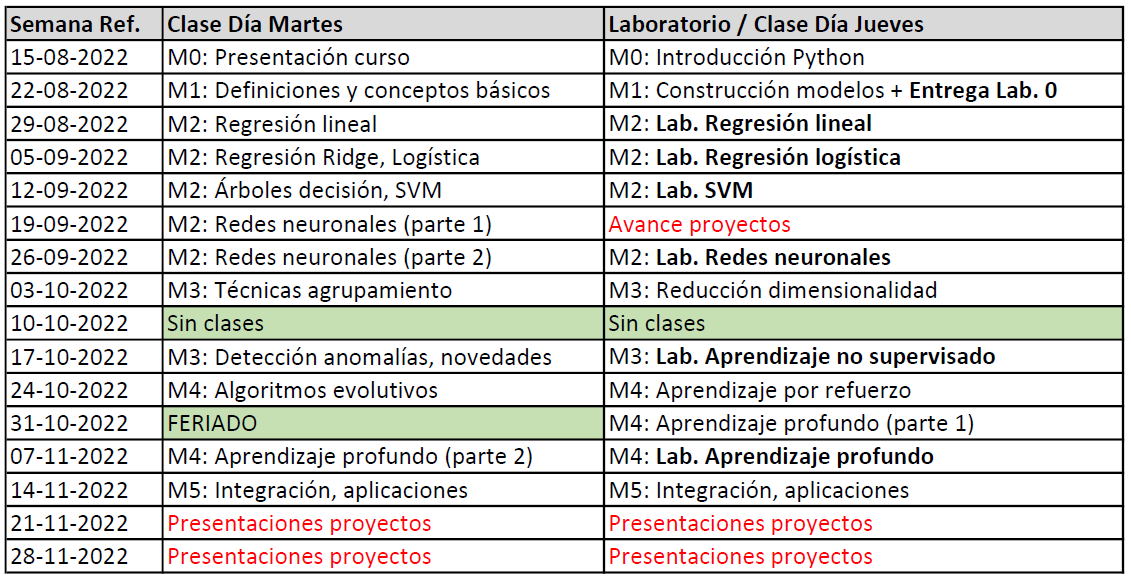 Semana Ref. Clase Día Martes Laboratorio / Clase Día Jueves
15-08-2022 M0: Presentación curso M0: Introducción Python
22-08-2022 M1: Definiciones y conceptos básicos M1: Construcción modelos + Entrega Lab. 0
29-08-2022 M2: Regresión lineal M2: Lab. Regresión lineal
05-09-2022 M2: Regresión Ridge, Logística M2: Lab. Regresión logística
12-09-2022 M2: Árboles decisión, SVM M2: Lab. SVM
19-09-2022 M2: Redes neuronales (parte 1) Avance proyectos
26-09-2022 M2: Redes neuronales (parte 2) M2: Lab. Redes neuronales
03-10-2022 M3: Técnicas agrupamiento M3: Reducción dimensionalidad
10-10-2022 Sin clases Sin clases
17-10-2022 M3: Detección anomalías, novedades M3: Lab. Aprendizaje no supervisado
24-10-2022 M4: Algoritmos evolutivos M4: Aprendizaje por refuerzo
31-10-2022 FERIADO M4: Aprendizaje profundo (parte 1)
07-11-2022 M4: Aprendizaje profundo (parte 2) M4: Lab. Aprendizaje profundo
14-11-2022 M5: Integración, aplicaciones M5: Integración, aplicaciones
21-11-2022 Presentaciones proyectos Presentaciones proyectos
28-11-2022 Presentaciones proyectos Presentaciones proyectos